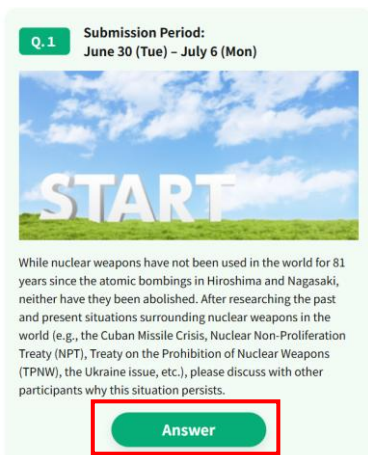 Q.1
Submission Period:
June 30 (Tue) – July 6 (Mon)
START
While nuclear weapons have not been used in the world for 81
years since the atomic bombings in Hiroshima and Nagasaki,
neither have they been abolished. After researching the past
and present situations surrounding nuclear weapons in the
world (e.g., the Cuban Missile Crisis, Nuclear Non-Proliferation
Treaty (NPT), Treaty on the Prohibition of Nuclear Weapons
(TPNW), the Ukraine issue, etc.), please discuss with other
participants why this situation persists.
Answer